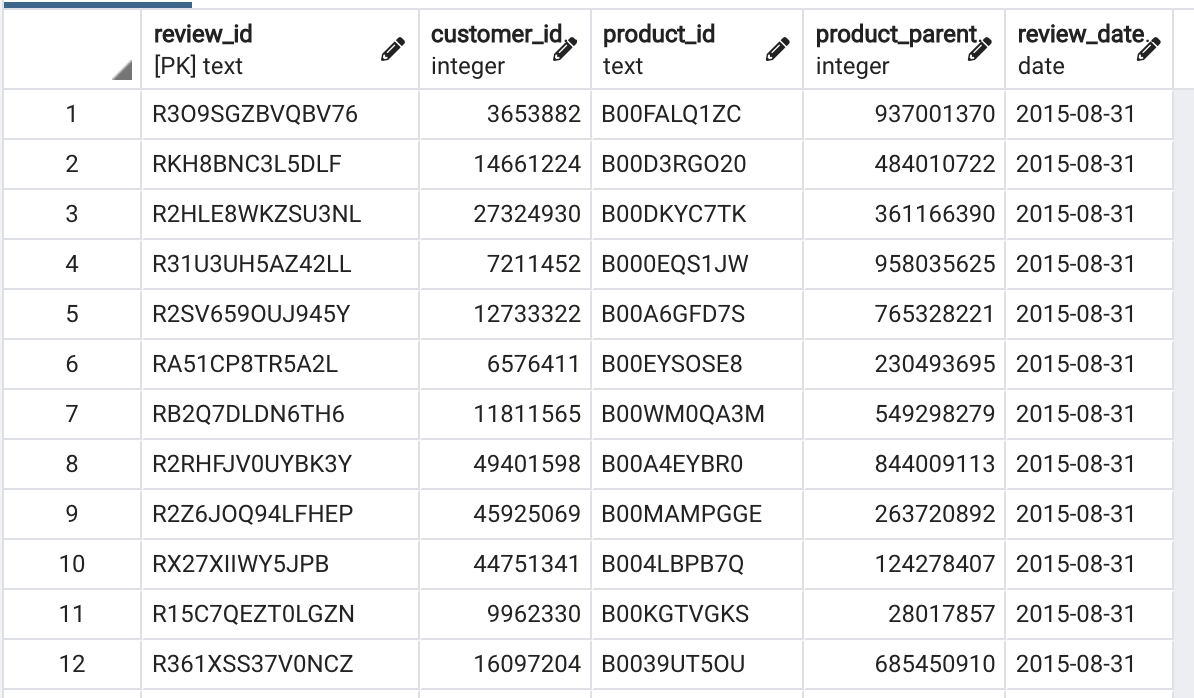 review_id customer_id product_id product_parent review_date
[PK] text integer text integer date
1 R3O9SGZBVQBV76 3653882 B00FALQ1ZC 937001370 2015-08-31
2 RKH8BNC3L5DLF 14661224 B00D3RGO20 484010722 2015-08-31
3 R2HLE8WKZSU3NL 27324930 B00DKYC7TK 361166390 2015-08-31
4 R31U3UH5AZ42LL 7211452 B000EQS1JW 958035625 2015-08-31
5 R2SV659OUJ945Y 12733322 B00A6GFD7S 765328221 2015-08-31
6 RA51CP8TR5A2L 6576411 B00EYSOSE8 230493695 2015-08-31
7 RB2Q7DLDN6TH6 11811565 B00WM0QA3M 549298279 2015-08-31
8 R2RHFJV0UYBK3Y 49401598 B00A4EYBR0 844009113 2015-08-31
9 R2Z6JOQ94LFHEP 45925069 B00MAMPGGE 263720892 2015-08-31
10 RX27XIIWY5JPB 44751341 B004LBPB7Q 124278407 2015-08-31
11 R15C7QEZT0LGZN 9962330 B00KGTVGKS 28017857 2015-08-31
12 R361XSS37V0NCZ 16097204 B0039UT5OU 685450910 2015-08-31